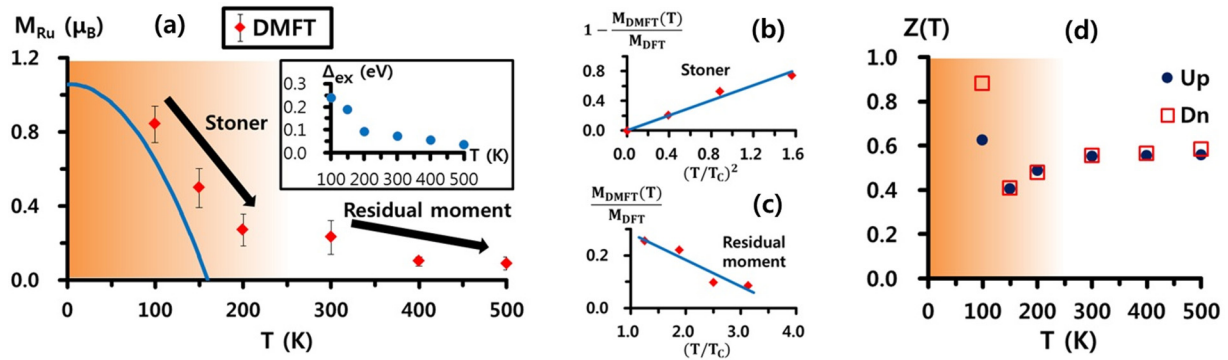 M_Ru (μ_B)
(a)
DMFT
1.2
0.8
0.4
0.0
0
100
200
300
400
500
T (K)
Stoner
Residual moment
Δ_ex (eV)
0.3
0.2
0.1
0.0
T (K)
100 200 300 400 500
1 − M_DMFT(T)/M_DFT
(b)
Stoner
0.8
0.4
0.0
0.0 0.4 0.8 1.2 1.6
(T/T_C)²
M_DMFT(T)/M_DFT
(c)
Residual
moment
0.2
0.0
1.0 2.0 3.0 4.0
(T/T_C)
Z(T)
(d)
Up
Dn
1.0
0.8
0.6
0.4
0.2
0.0
0 100 200 300 400 500
T (K)